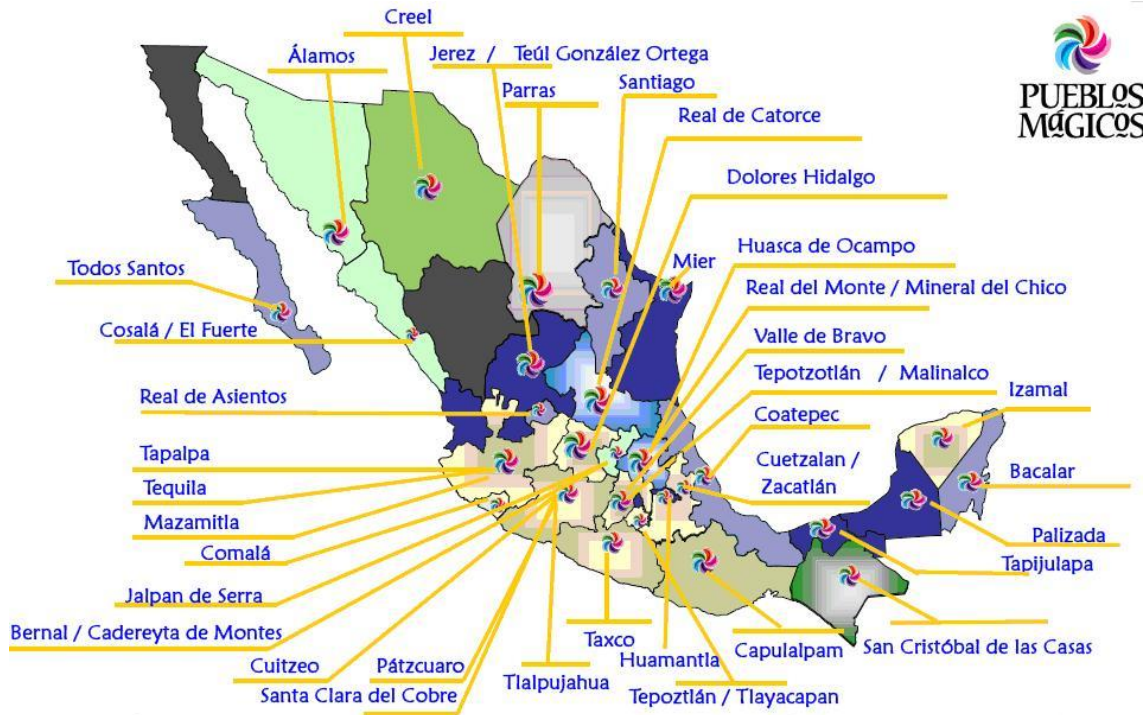 Creel
Álamos
Jerez / Teúl González Ortega
Parras
Santiago
Real de Catorce
PUEBLOS
MáGICOS
Dolores Hidalgo
Huasca de Ocampo
Mier
Todos Santos
Real del Monte / Mineral del Chico
Cosalá / El Fuerte
Valle de Bravo
Tepotzotlán / Malinalco
Real de Asientos
Izamal
Coatepec
Tapalpa
Cuetzalan /
Zacatlán
Bacalar
Tequila
Mazamitla
Palizada
Comalá
Tapijulapa
Jalpan de Serra
Bernal / Cadereyta de Montes
Taxco
Capulalpam
San Cristóbal de las Casas
Cuitzeo
Pátzcuaro
Huamantla
Tlalpujahua
Santa Clara del Cobre
Tepoztlán / Tlayacapan